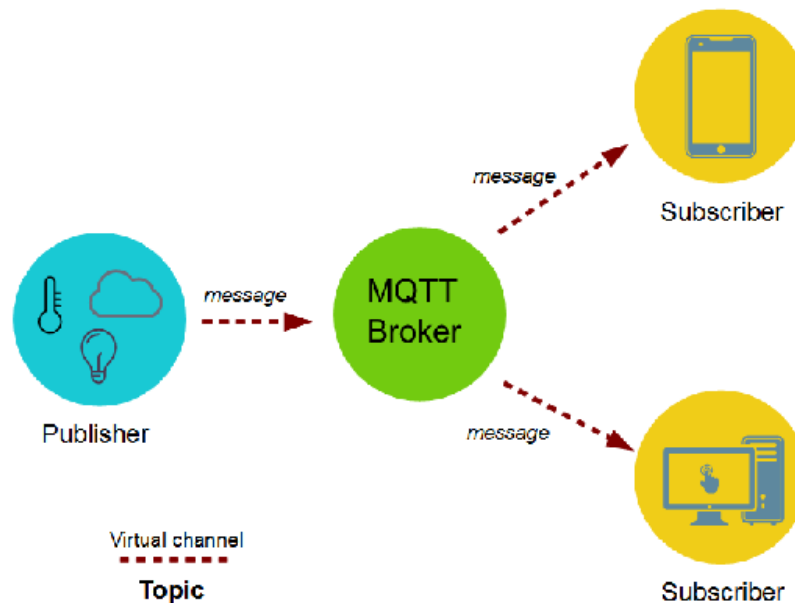 Subscriber
message
message
MQTT
Broker
Publisher
message
Virtual channel
Topic
Subscriber